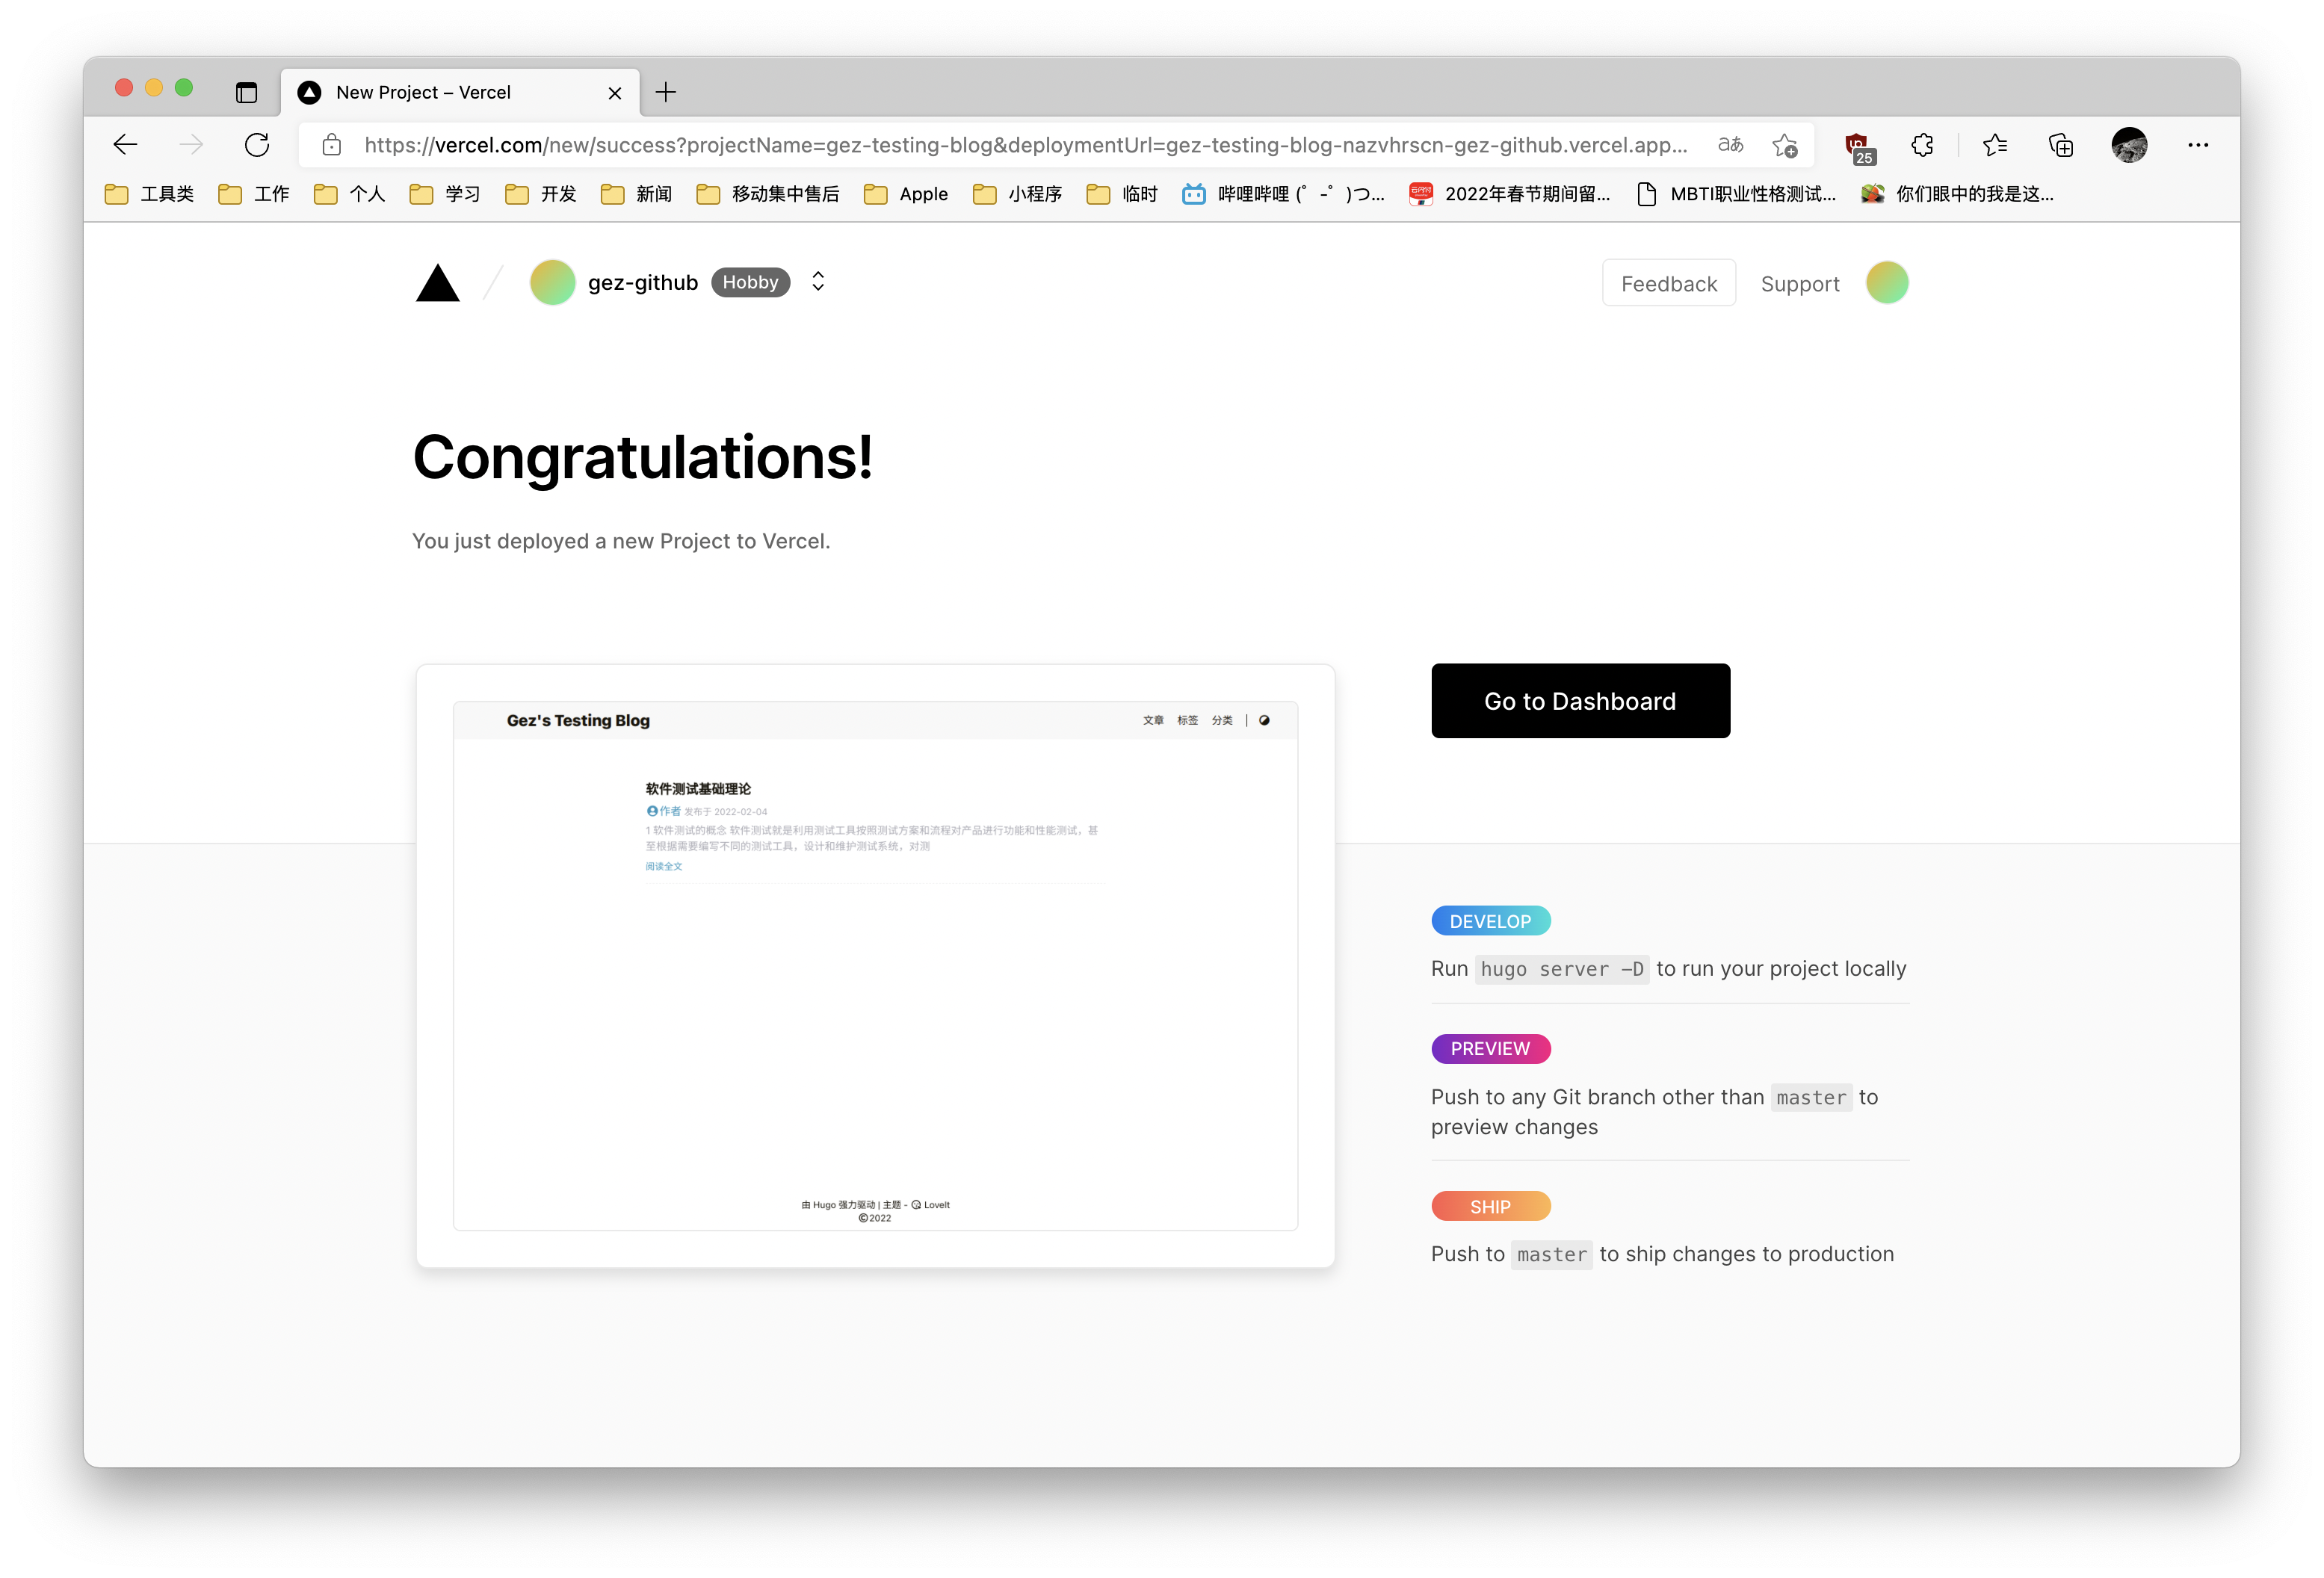 New Project – Vercel
https://vercel.com/new/success?projectName=gez-testing-blog&deploymentUrl=gez-testing-blog-nazvhrscn-gez-github.vercel.app...
aあ
25
工具类 工作 个人 学习 开发 新闻 移动集中售后 Apple 小程序 临时 哔哩哔哩 (゜-゜)つ... 2022年春节期间留... MBTI职业性格测试... 你们眼中的我是这...
gez-github Hobby
Feedback Support
Congratulations!
You just deployed a new Project to Vercel.
Go to Dashboard
Gez's Testing Blog 文章 标签 分类 |
软件测试基础理论
作者 发布于 2022-02-04
1 软件测试的概念 软件测试就是利用测试工具按照测试方案和流程对产品进行功能和性能测试，甚
至根据需要编写不同的测试工具，设计和维护测试系统，对测
阅读全文
由 Hugo 强力驱动 | 主题 - LoveIt
©2022
DEVELOP
Run hugo server -D to run your project locally
PREVIEW
Push to any Git branch other than master to
preview changes
SHIP
Push to master to ship changes to production